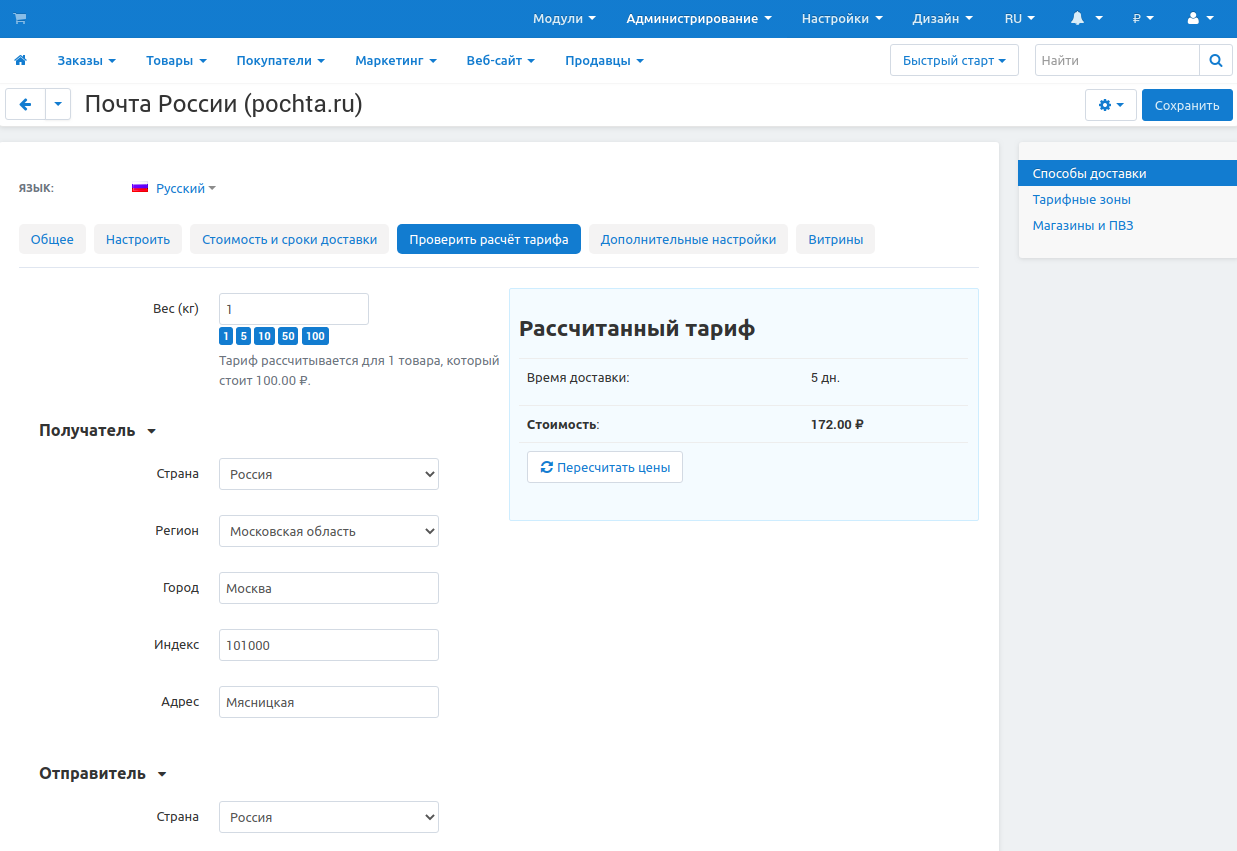 Модули Администрирование Настройки Дизайн RU ₽
Заказы Товары Покупатели Маркетинг Веб-сайт Продавцы Быстрый старт Найти
Почта России (pochta.ru) Сохранить
ЯЗЫК: Русский
Общее Настроить Стоимость и сроки доставки Проверить расчёт тарифа Дополнительные настройки Витрины
Способы доставки
Тарифные зоны
Магазины и ПВЗ
Вес (кг) 1
1 5 10 50 100
Тариф рассчитывается для 1 товара, который
стоит 100.00 ₽.
Рассчитанный тариф
Время доставки: 5 дн.
Стоимость: 172.00 ₽
Пересчитать цены
Получатель
Страна Россия
Регион Московская область
Город Москва
Индекс 101000
Адрес Мясницкая
Отправитель
Страна Россия